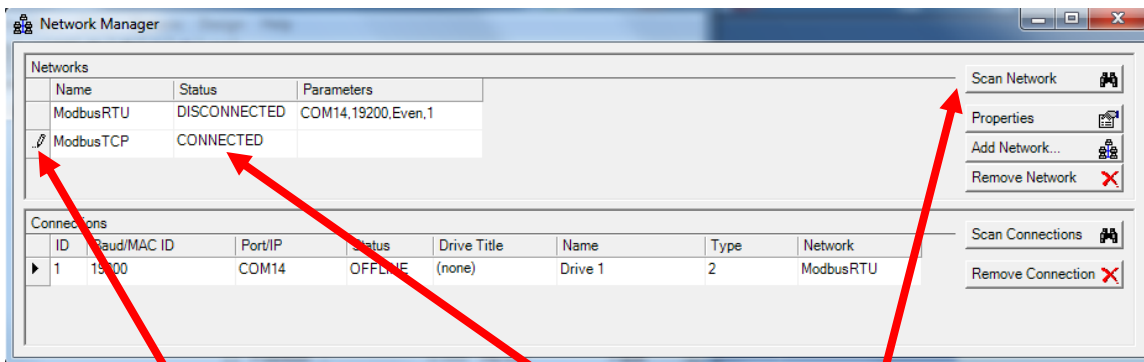 Network Manager
Networks
Scan Network
Name Status Parameters
ModbusRTU DISCONNECTED COM14,19200,Even,1
Properties
ModbusTCP CONNECTED
Add Network...
Remove Network
Connections
Scan Connections
ID Baud/MAC ID Port/IP Status Drive Title Name Type Network
1 19200 COM14 OFFLINE (none) Drive 1 2 ModbusRTU
Remove Connection